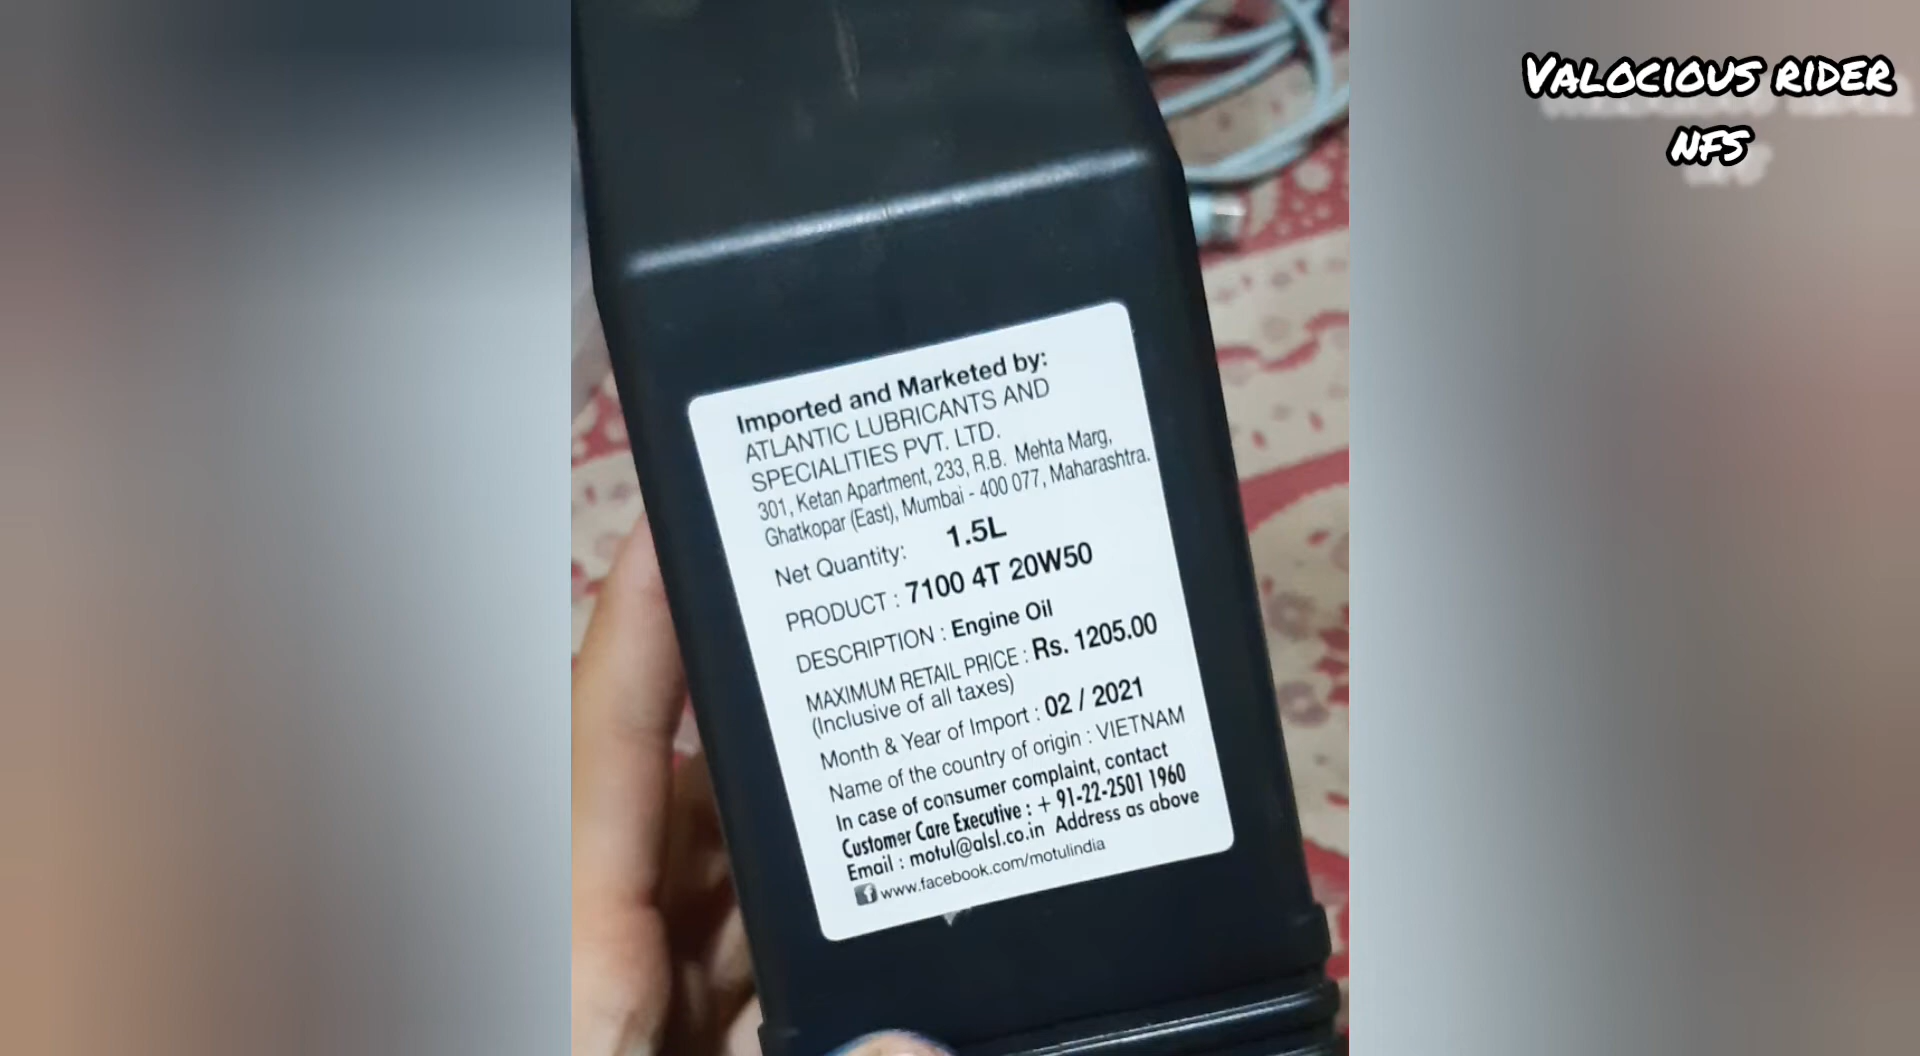 VALOCIOUS RIDER
NFS
Imported and Marketed by:
ATLANTIC LUBRICANTS AND
SPECIALITIES PVT. LTD.
301, Ketan Apartment, 233, R.B. Mehta Marg,
Ghatkopar (East), Mumbai - 400 077, Maharashtra.
Net Quantity: 1.5L
PRODUCT : 7100 4T 20W50
DESCRIPTION : Engine Oil
MAXIMUM RETAIL PRICE : Rs. 1205.00
(Inclusive of all taxes)
Month & Year of Import : 02 / 2021
Name of the country of origin : VIETNAM
In case of consumer complaint, contact
Customer Care Executive : + 91-22-2501 1960
Email : motul@alsl.co.in Address as above
f www.facebook.com/motulindia